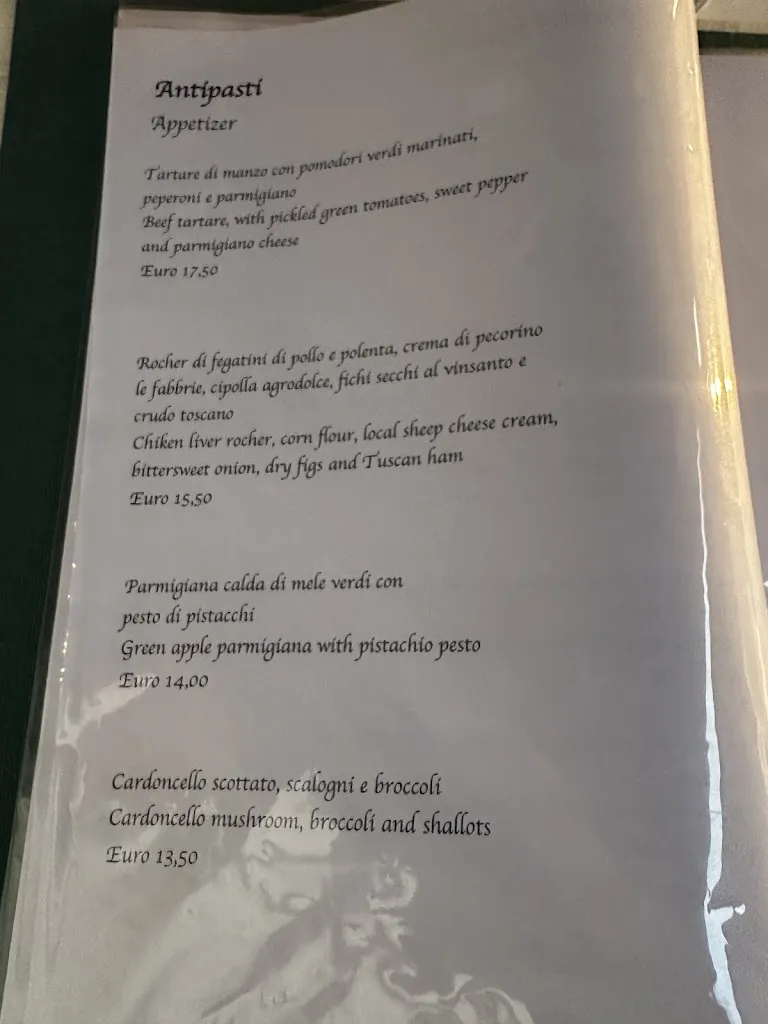 Antipasti
Appetizer
Tartare di manzo con pomodori verdi marinati,
peperoni e parmigiano
Beef tartare, with pickled green tomatoes, sweet pepper
and parmigiano cheese
Euro 17,50
Rocher di fegatini di pollo e polenta, crema di pecorino
le fabbrie, cipolla agrodolce, fichi secchi al vinsanto e
crudo toscano
Chiken liver rocher, corn flour, local sheep cheese cream,
bittersweet onion, dry figs and Tuscan ham
Euro 15,50
Parmigiana calda di mele verdi con
pesto di pistacchi
Green apple parmigiana with pistachio pesto
Euro 14,00
Cardoncello scottato, scalogni e broccoli
Cardoncello mushroom, broccoli and shallots
Euro 13,50